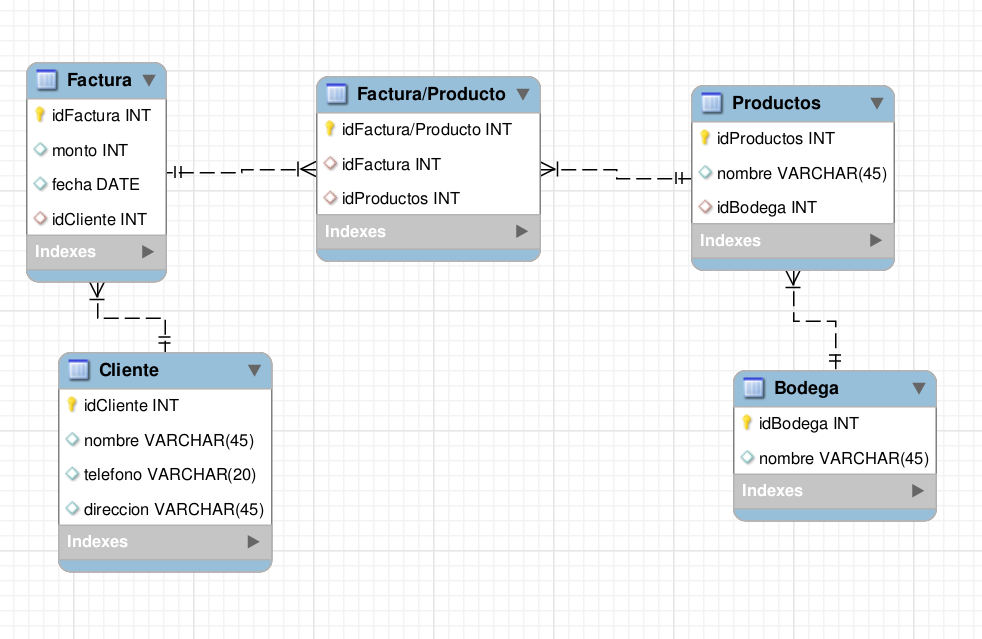 Factura
idFactura INT
monto INT
fecha DATE
idCliente INT
Indexes
Factura/Producto
idFactura/Producto INT
idFactura INT
idProductos INT
Indexes
Productos
idProductos INT
nombre VARCHAR(45)
idBodega INT
Indexes
Cliente
idCliente INT
nombre VARCHAR(45)
telefono VARCHAR(20)
direccion VARCHAR(45)
Indexes
Bodega
idBodega INT
nombre VARCHAR(45)
Indexes